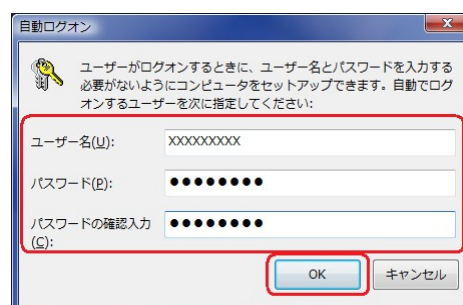 自動ログオン
ユーザーがログオンするときに、ユーザー名とパスワードを入力する
必要がないようにコンピュータをセットアップできます。自動でログ
オンするユーザーを次に指定してください:
ユーザー名(U):
XXXXXXXXX
パスワード(P):
●●●●●●●●
パスワードの確認入力
(C):
●●●●●●●●
OK
キャンセル